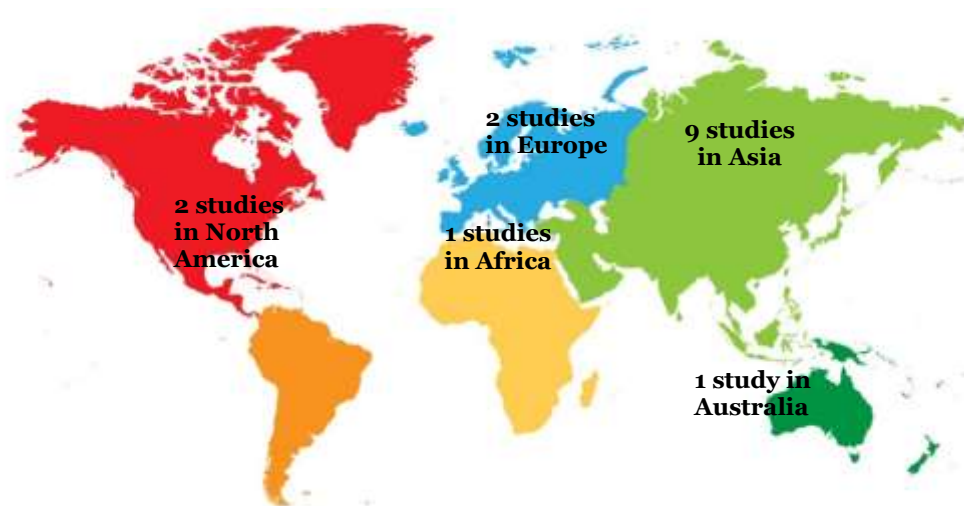 2 studies
in Europe
9 studies
in Asia
2 studies
in North
America
1 studies
in Africa
1 study in
Australia